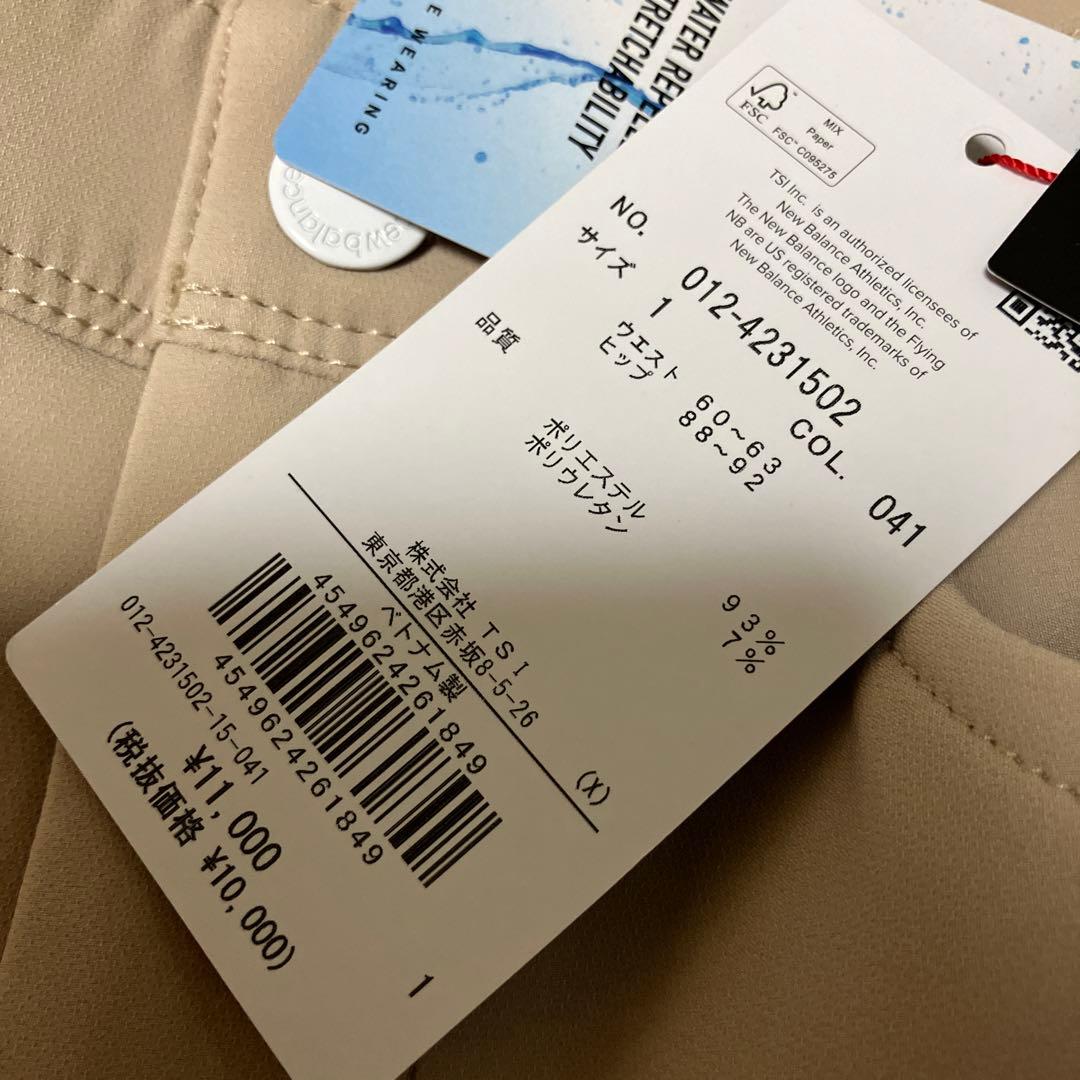 E WEARING
WATER REPELL
STRETCHABILITY
ewbalance
FSC
MIX
Paper
FSC™ C095275
TSI Inc. is an authorized licensees of
New Balance Athletics, Inc.
The New Balance logo and the Flying
NB are US registered trademarks of
New Balance Athletics, Inc.
NO. 012-4231502 COL. 041
サイズ 1
ウエスト 60~63
ヒップ 88~92
品質
ポリエステル 93%
ポリウレタン 7%
株式会社 TSI
東京都港区赤坂8-5-26
ベトナム製 (X)
4549624261849
4549624261849
012-4231502-15-041
¥11,000
(税抜価格 ¥10,000)
1